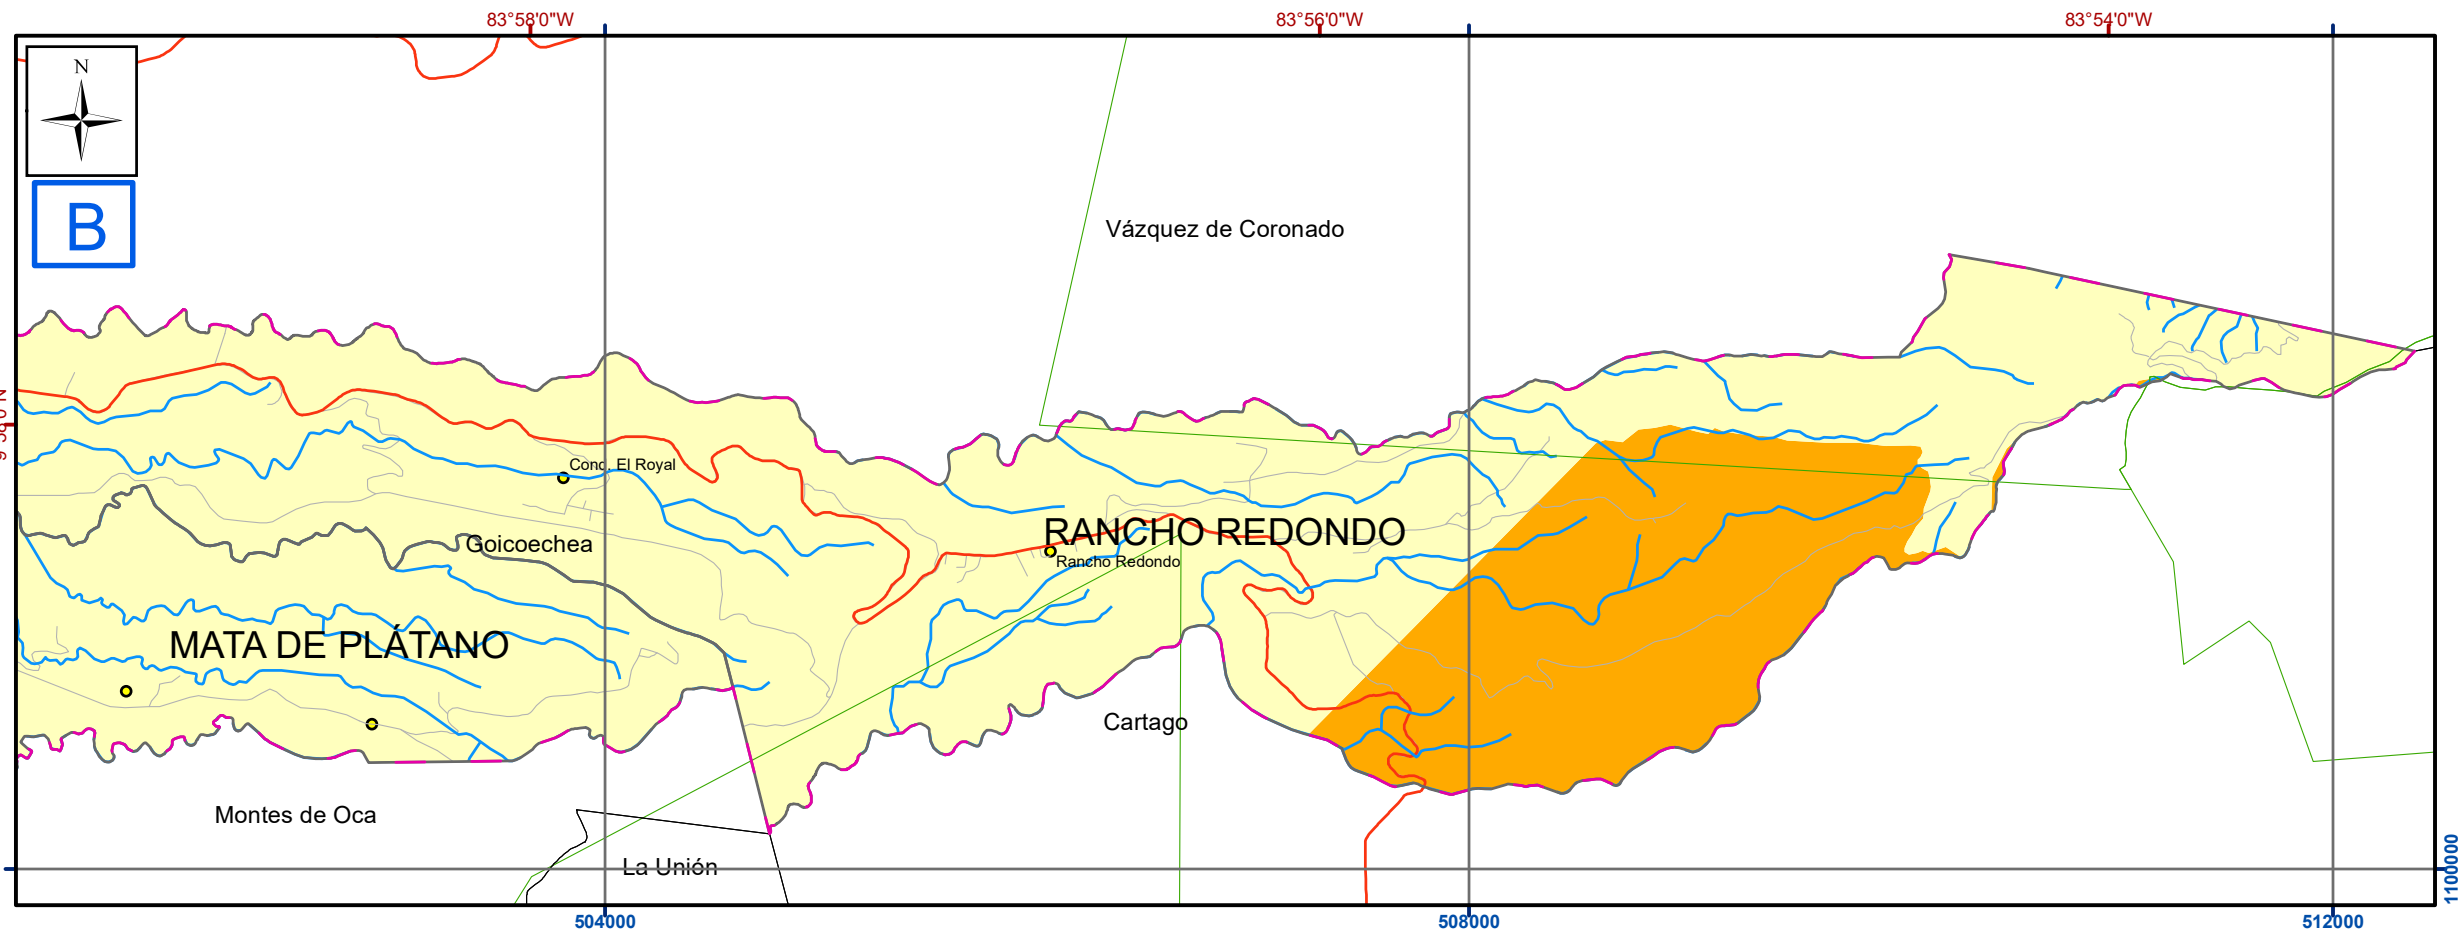 83°58'0"W
83°56'0"W
83°54'0"W
N
B
Vázquez de Coronado
Cond. El Royal
RANCHO REDONDO
Goicoechea
Rancho Redondo
MATA DE PLÁTANO
Cartago
Montes de Oca
La Unión
1100000
504000
508000
512000